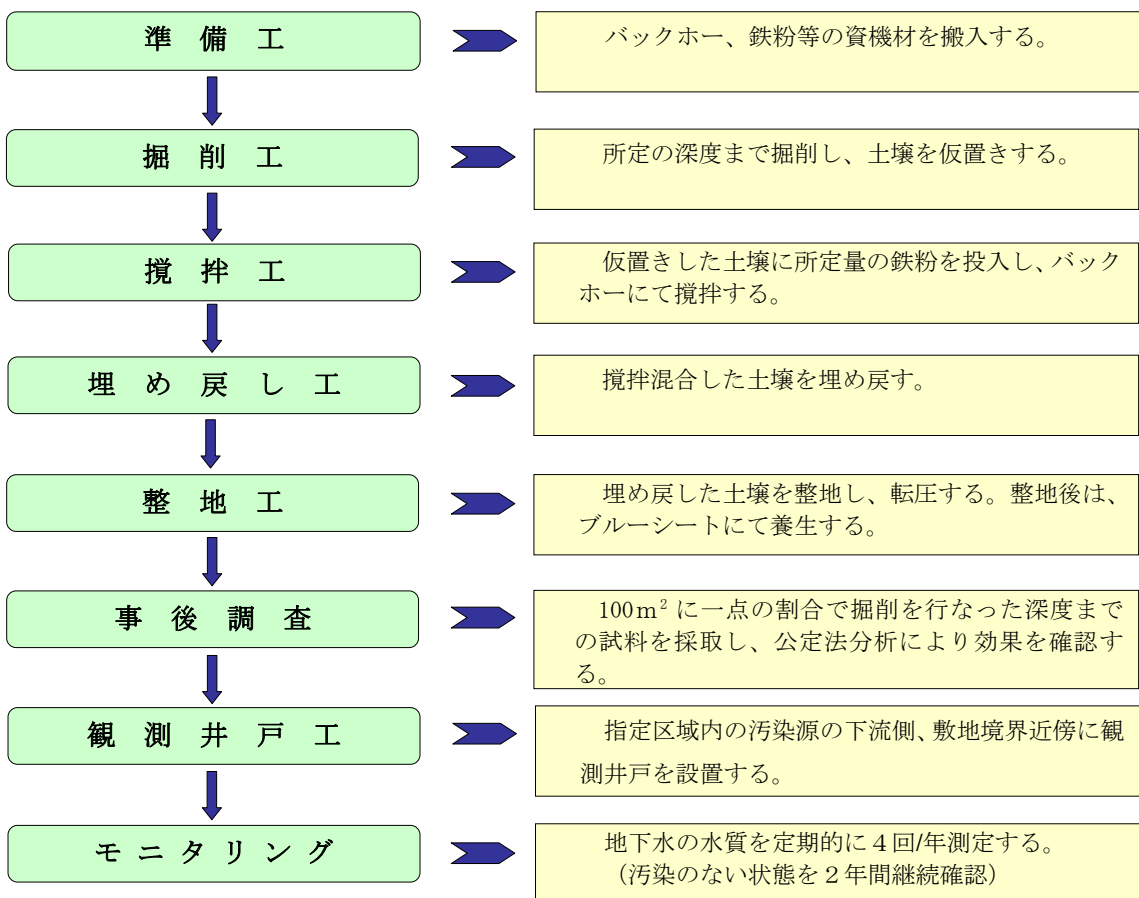 準備工
バックホー、鉄粉等の資機材を搬入する。
掘削工
所定の深度まで掘削し、土壌を仮置きする。
撹拌工
仮置きした土壌に所定量の鉄粉を投入し、バック
ホーにて撹拌する。
埋め戻し工
撹拌混合した土壌を埋め戻す。
整地工
埋め戻した土壌を整地し、転圧する。整地後は、
ブルーシートにて養生する。
事後調査
100m²に一点の割合で掘削を行なった深度まで
の試料を採取し、公定法分析により効果を確認す
る。
観測井戸工
指定区域内の汚染源の下流側、敷地境界近傍に観
測井戸を設置する。
モニタリング
地下水の水質を定期的に４回/年測定する。
（汚染のない状態を２年間継続確認）